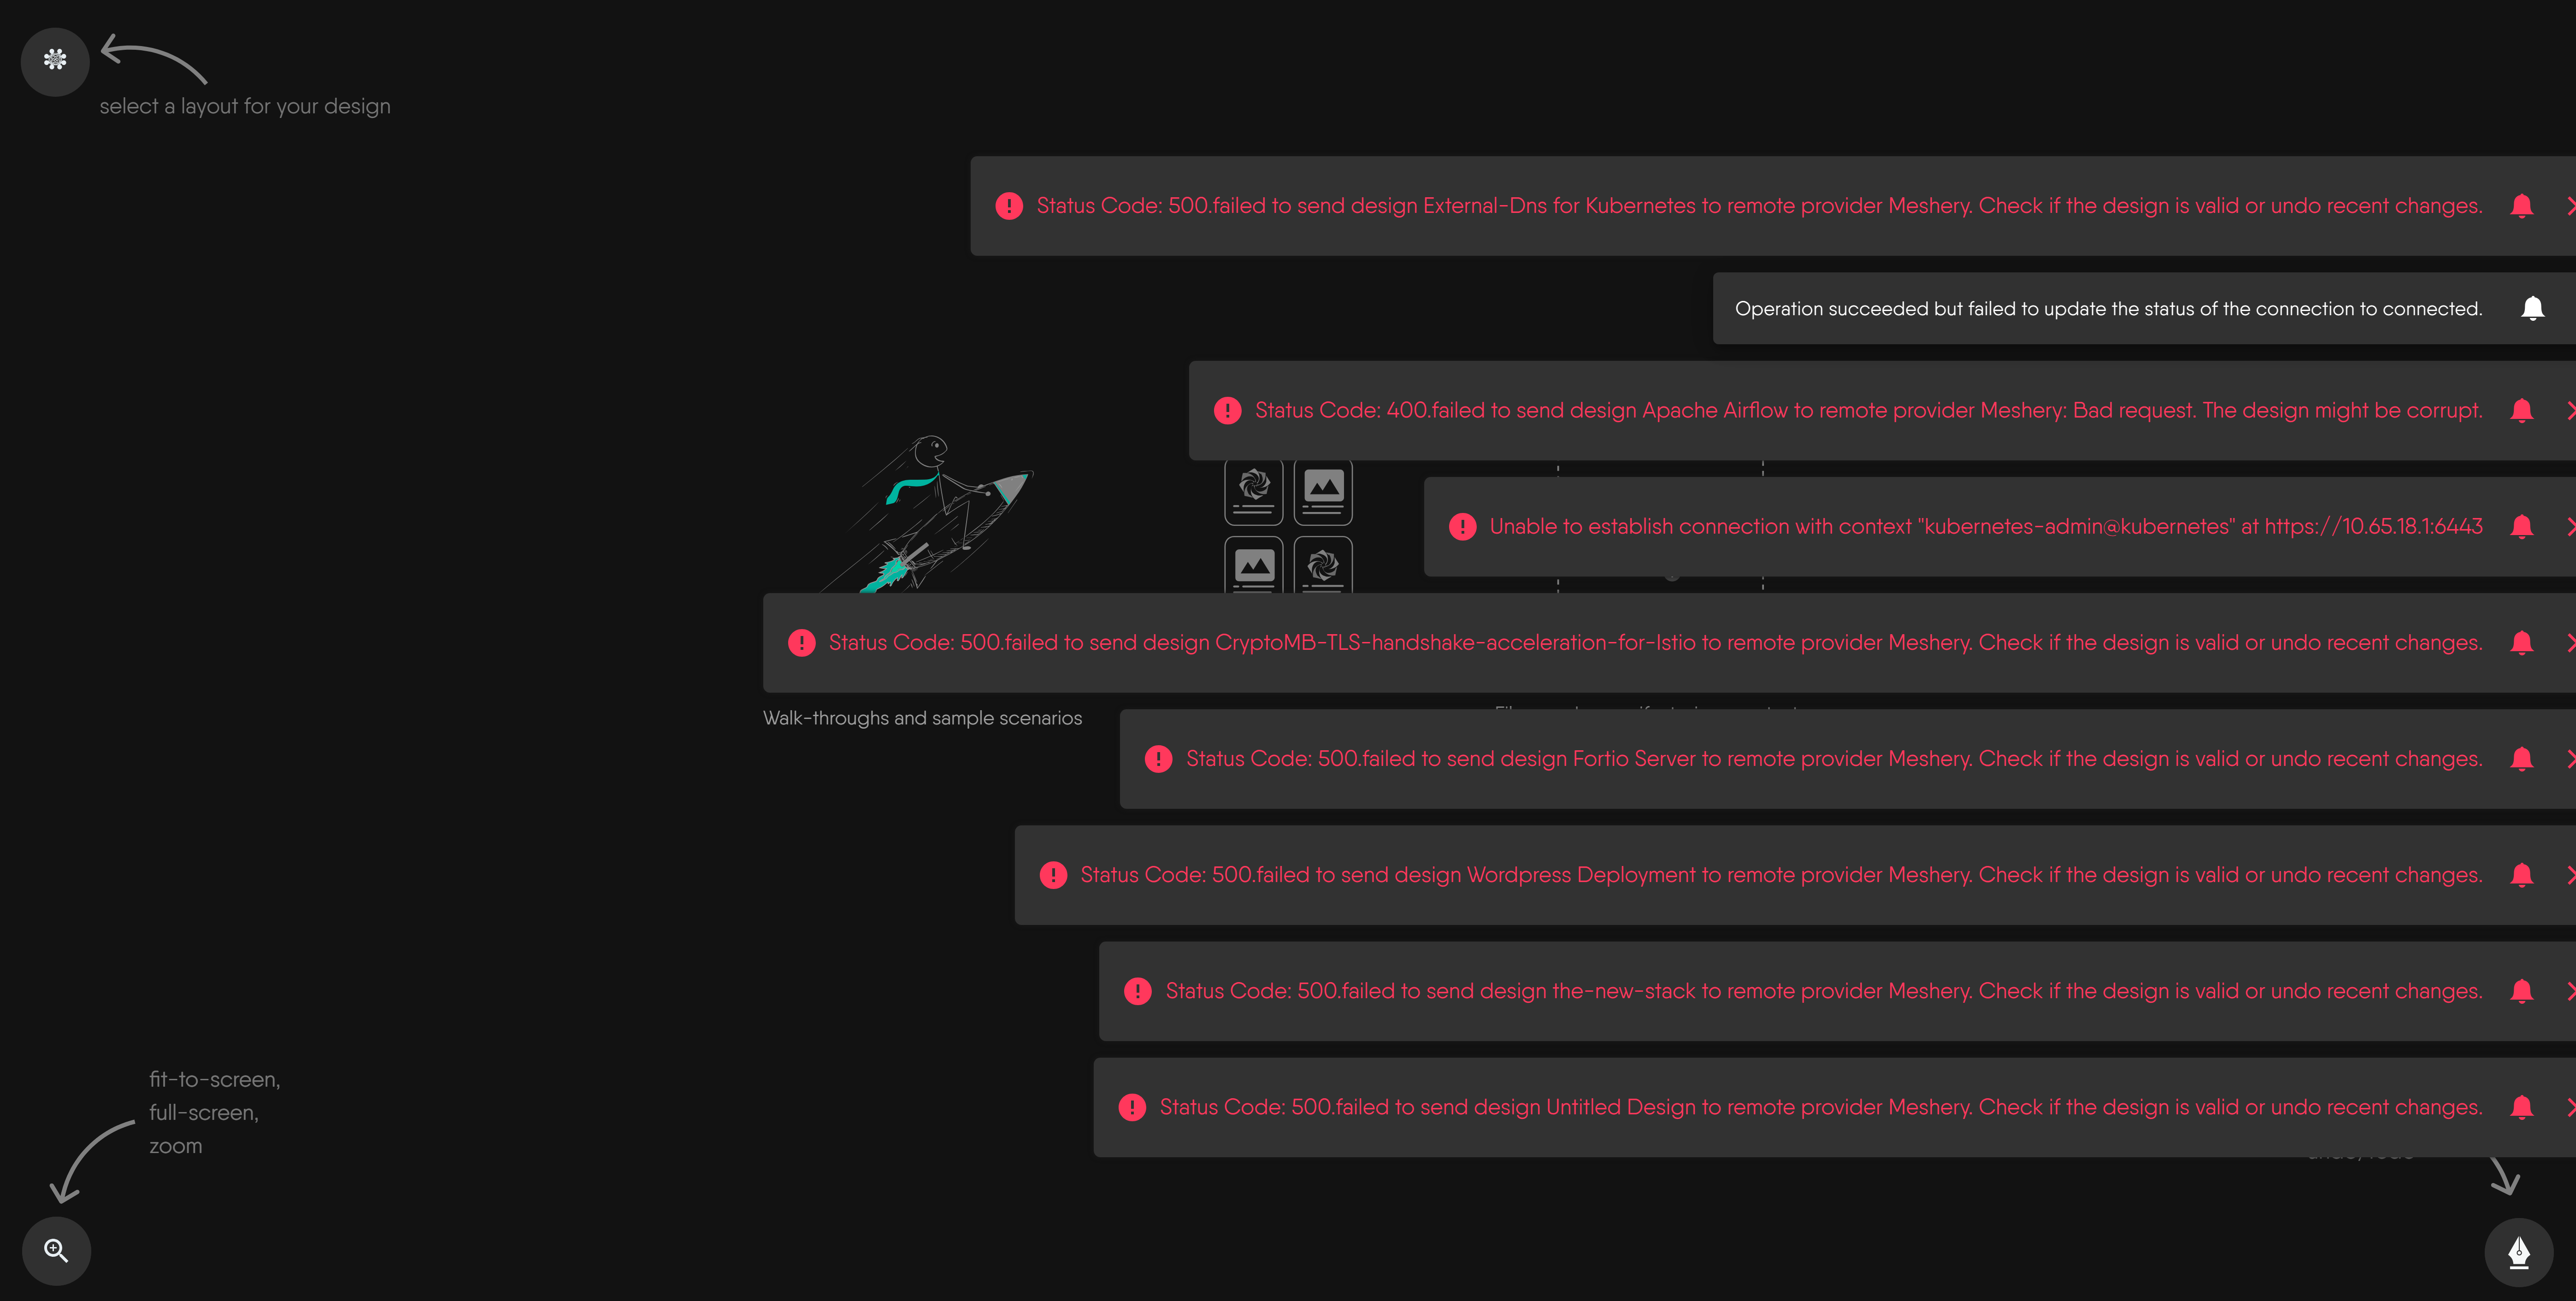 select a layout for your design
Status Code: 500.failed to send design External-Dns for Kubernetes to remote provider Meshery. Check if the design is valid or undo recent changes.
Operation succeeded but failed to update the status of the connection to connected.
Status Code: 400.failed to send design Apache Airflow to remote provider Meshery: Bad request. The design might be corrupt.
Unable to establish connection with context "kubernetes-admin@kubernetes" at https://10.65.18.1:6443
Status Code: 500.failed to send design CryptoMB-TLS-handshake-acceleration-for-Istio to remote provider Meshery. Check if the design is valid or undo recent changes.
Walk-throughs and sample scenarios
Status Code: 500.failed to send design Fortio Server to remote provider Meshery. Check if the design is valid or undo recent changes.
Status Code: 500.failed to send design Wordpress Deployment to remote provider Meshery. Check if the design is valid or undo recent changes.
Status Code: 500.failed to send design the-new-stack to remote provider Meshery. Check if the design is valid or undo recent changes.
Status Code: 500.failed to send design Untitled Design to remote provider Meshery. Check if the design is valid or undo recent changes.
fit-to-screen,
full-screen,
zoom